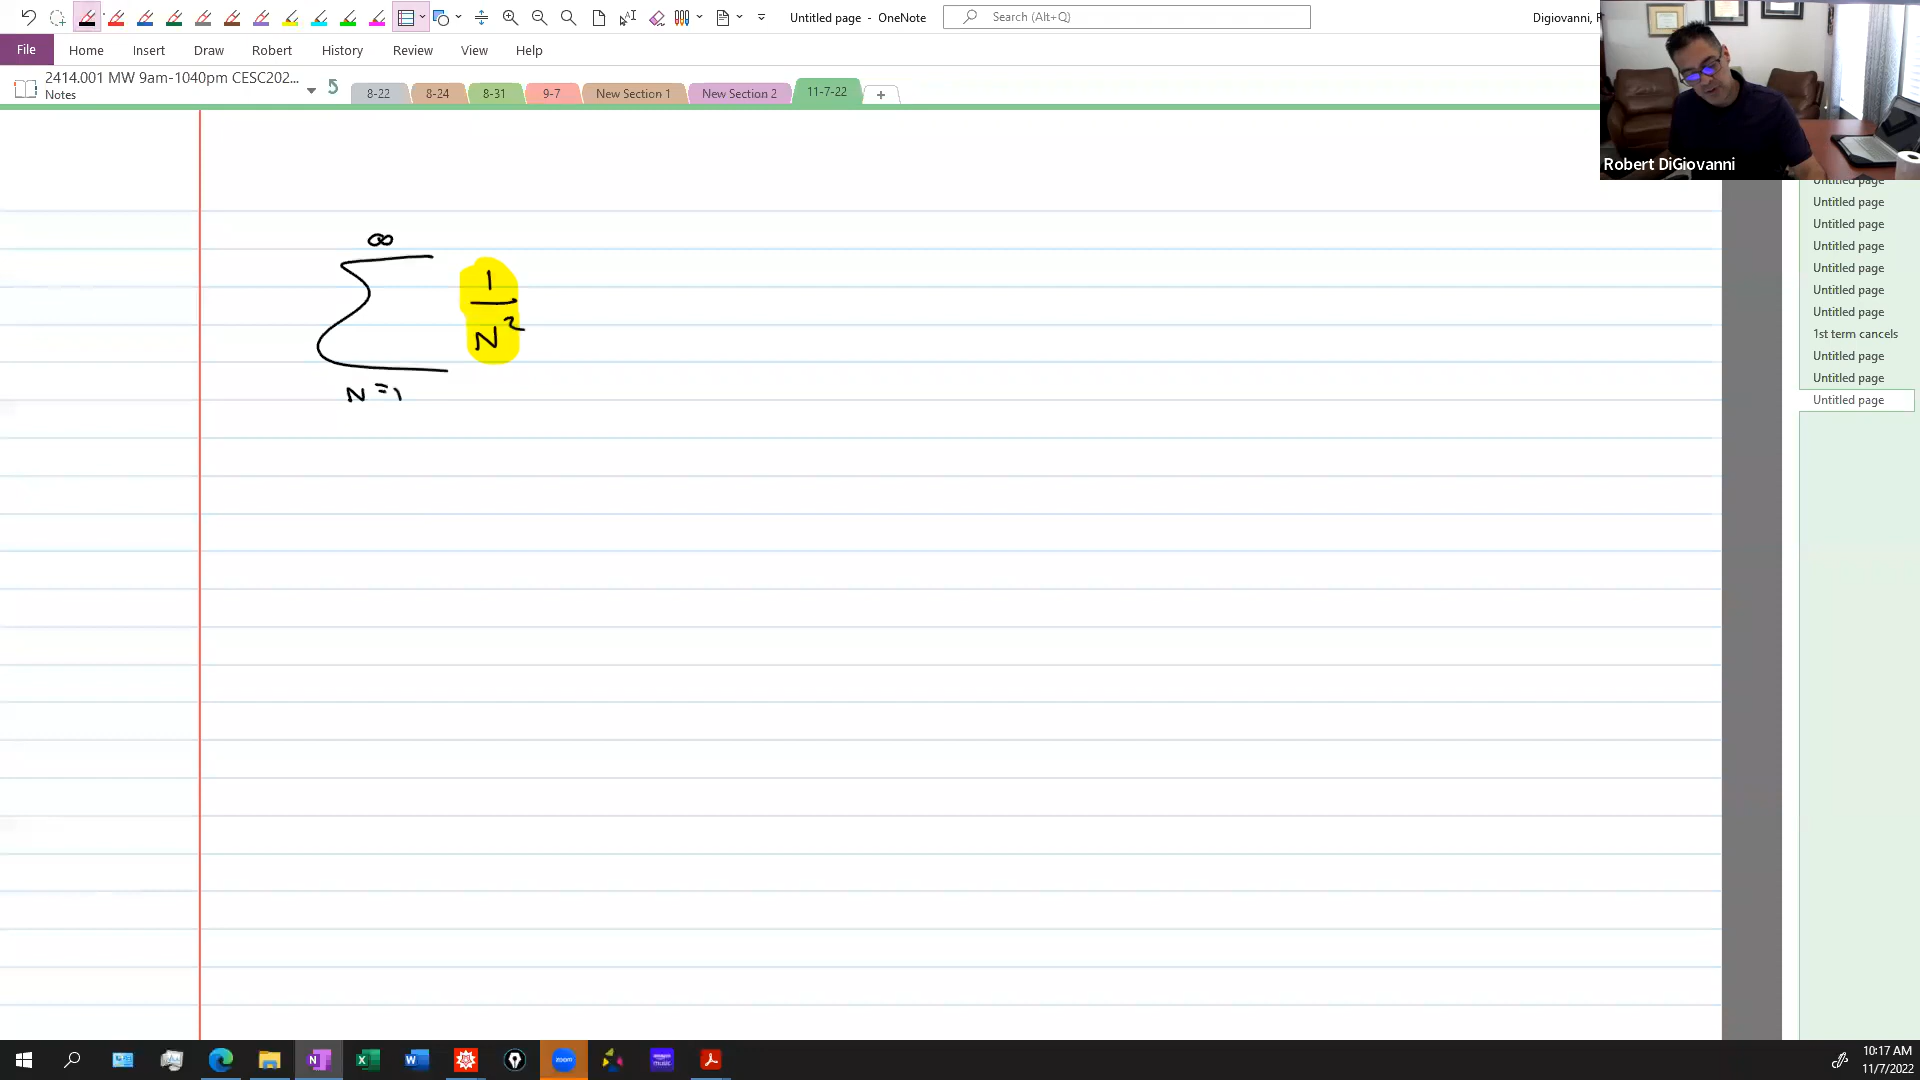 Untitled page - OneNote
Search (Alt+Q)
Digiovanni,
File
Home
Insert
Draw
Robert
History
Review
View
Help
2414.001 MW 9am-1040pm CESC202...
Notes
8-22
8-24
8-31
9-7
New Section 1
New Section 2
11-7-22
Robert DiGiovanni
Untitled page
Untitled page
Untitled page
Untitled page
Untitled page
Untitled page
Untitled page
1st term cancels
Untitled page
Untitled page
Untitled page
∞
∑ 1/N²
N=1
zoom
amazon music
10:17 AM
11/7/2022